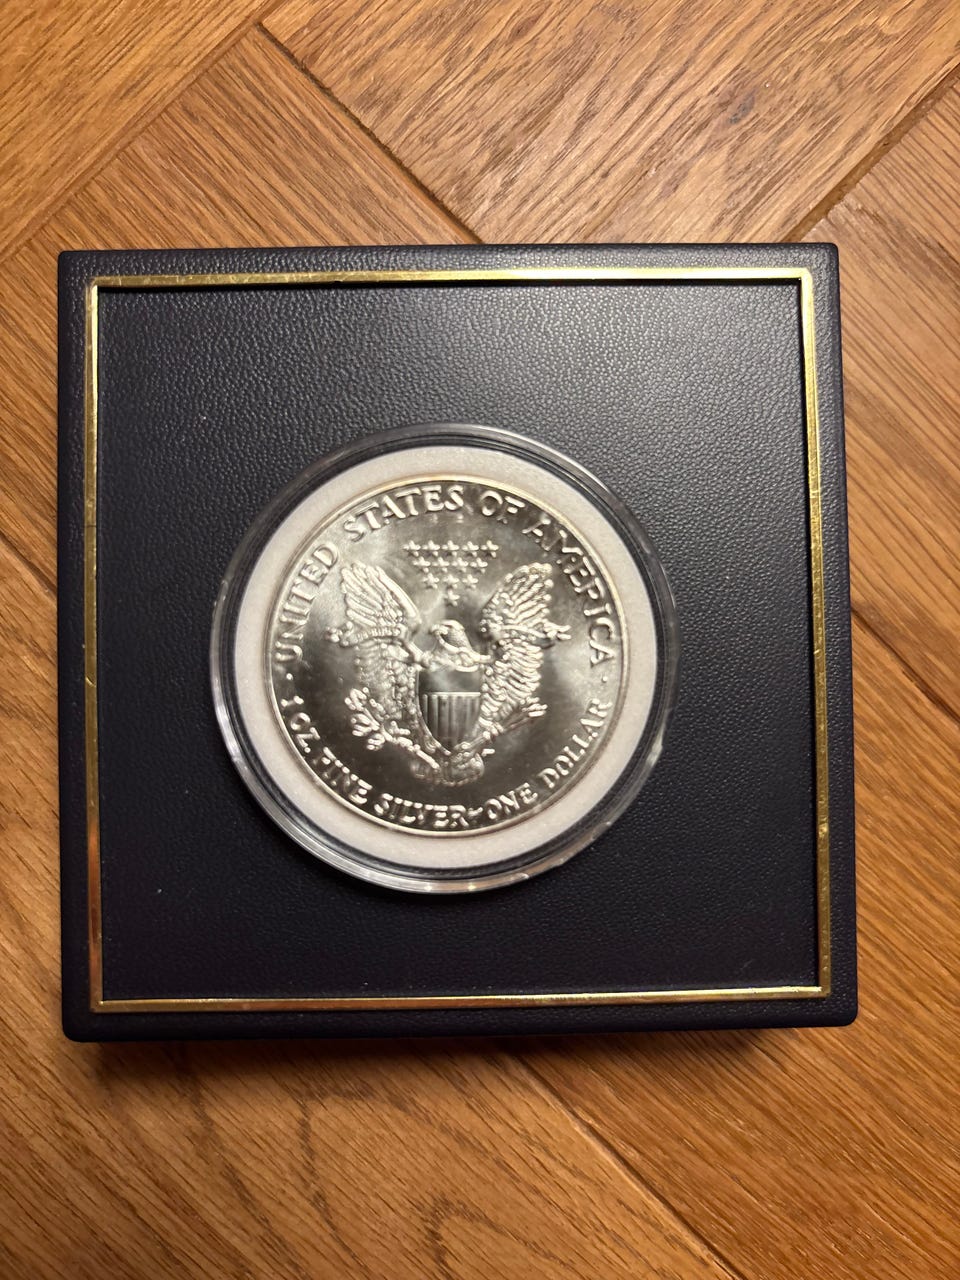 · UNITED STATES OF AMERICA ·
1 OZ. FINE SILVER~ONE DOLLAR